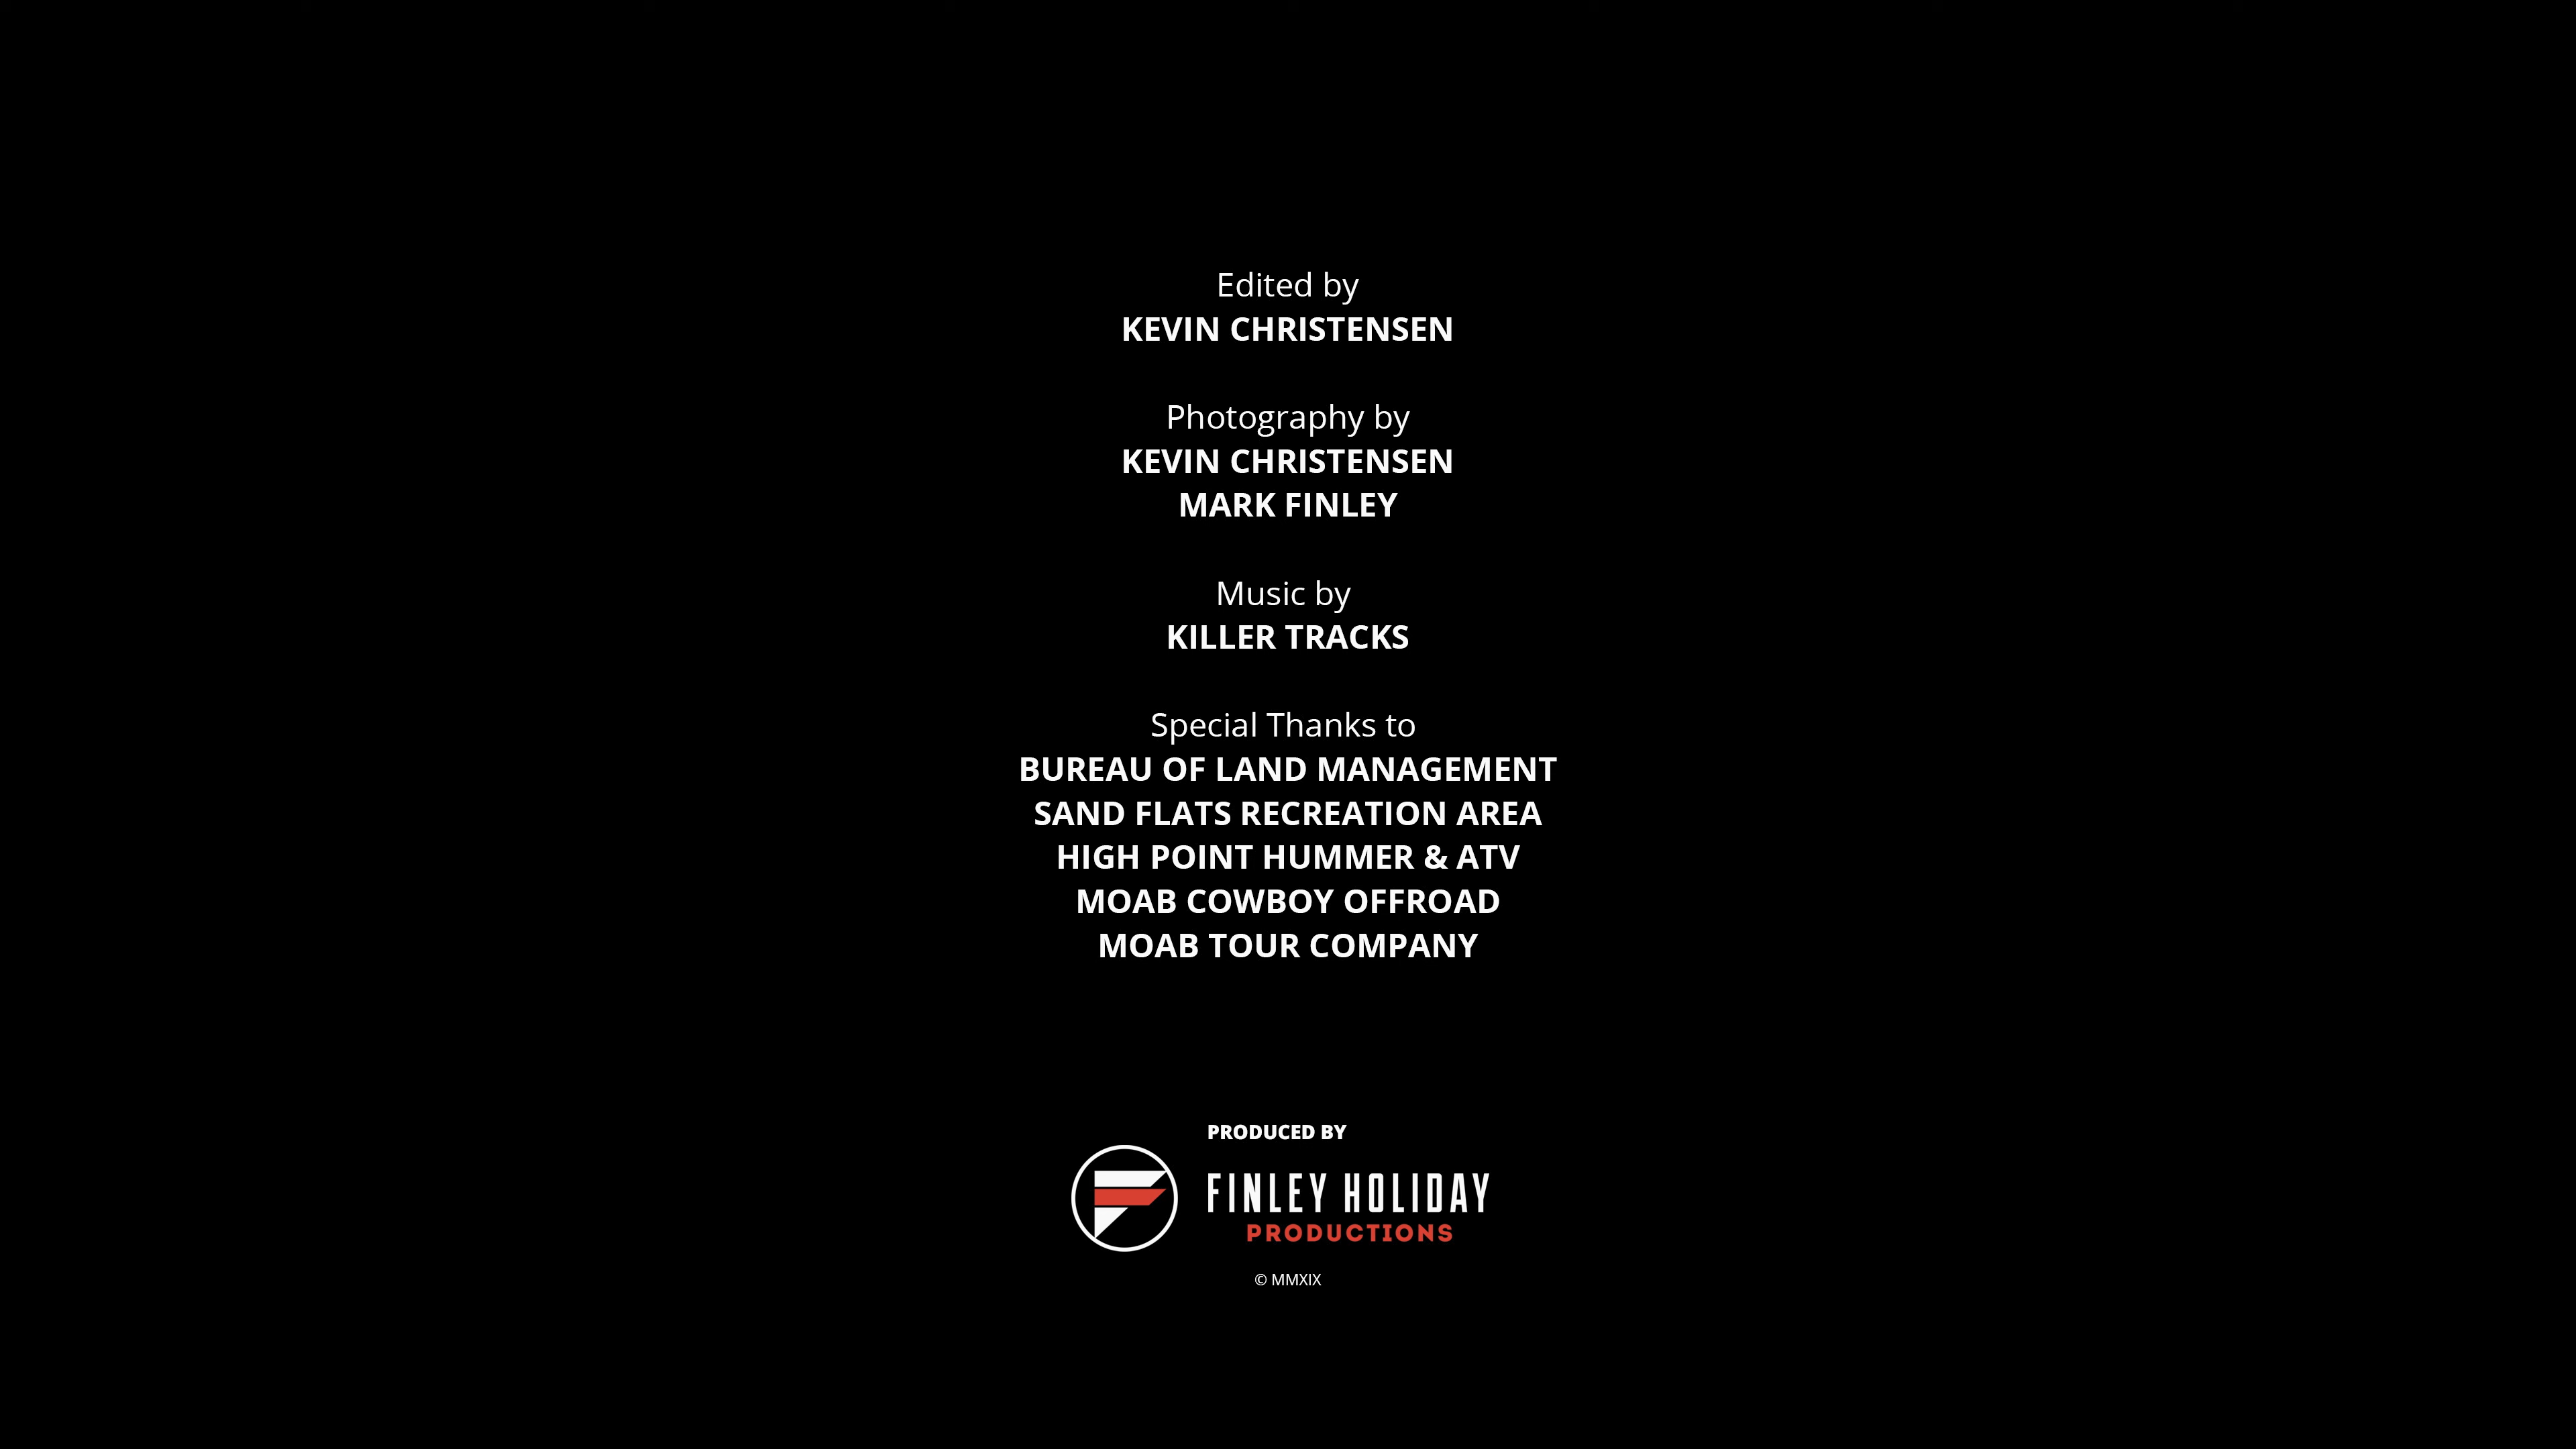 Edited by
KEVIN CHRISTENSEN
Photography by
KEVIN CHRISTENSEN
MARK FINLEY
Music by
KILLER TRACKS
Special Thanks to
BUREAU OF LAND MANAGEMENT
SAND FLATS RECREATION AREA
HIGH POINT HUMMER & ATV
MOAB COWBOY OFFROAD
MOAB TOUR COMPANY
PRODUCED BY
FINLEY HOLIDAY
PRODUCTIONS
© MMXIX